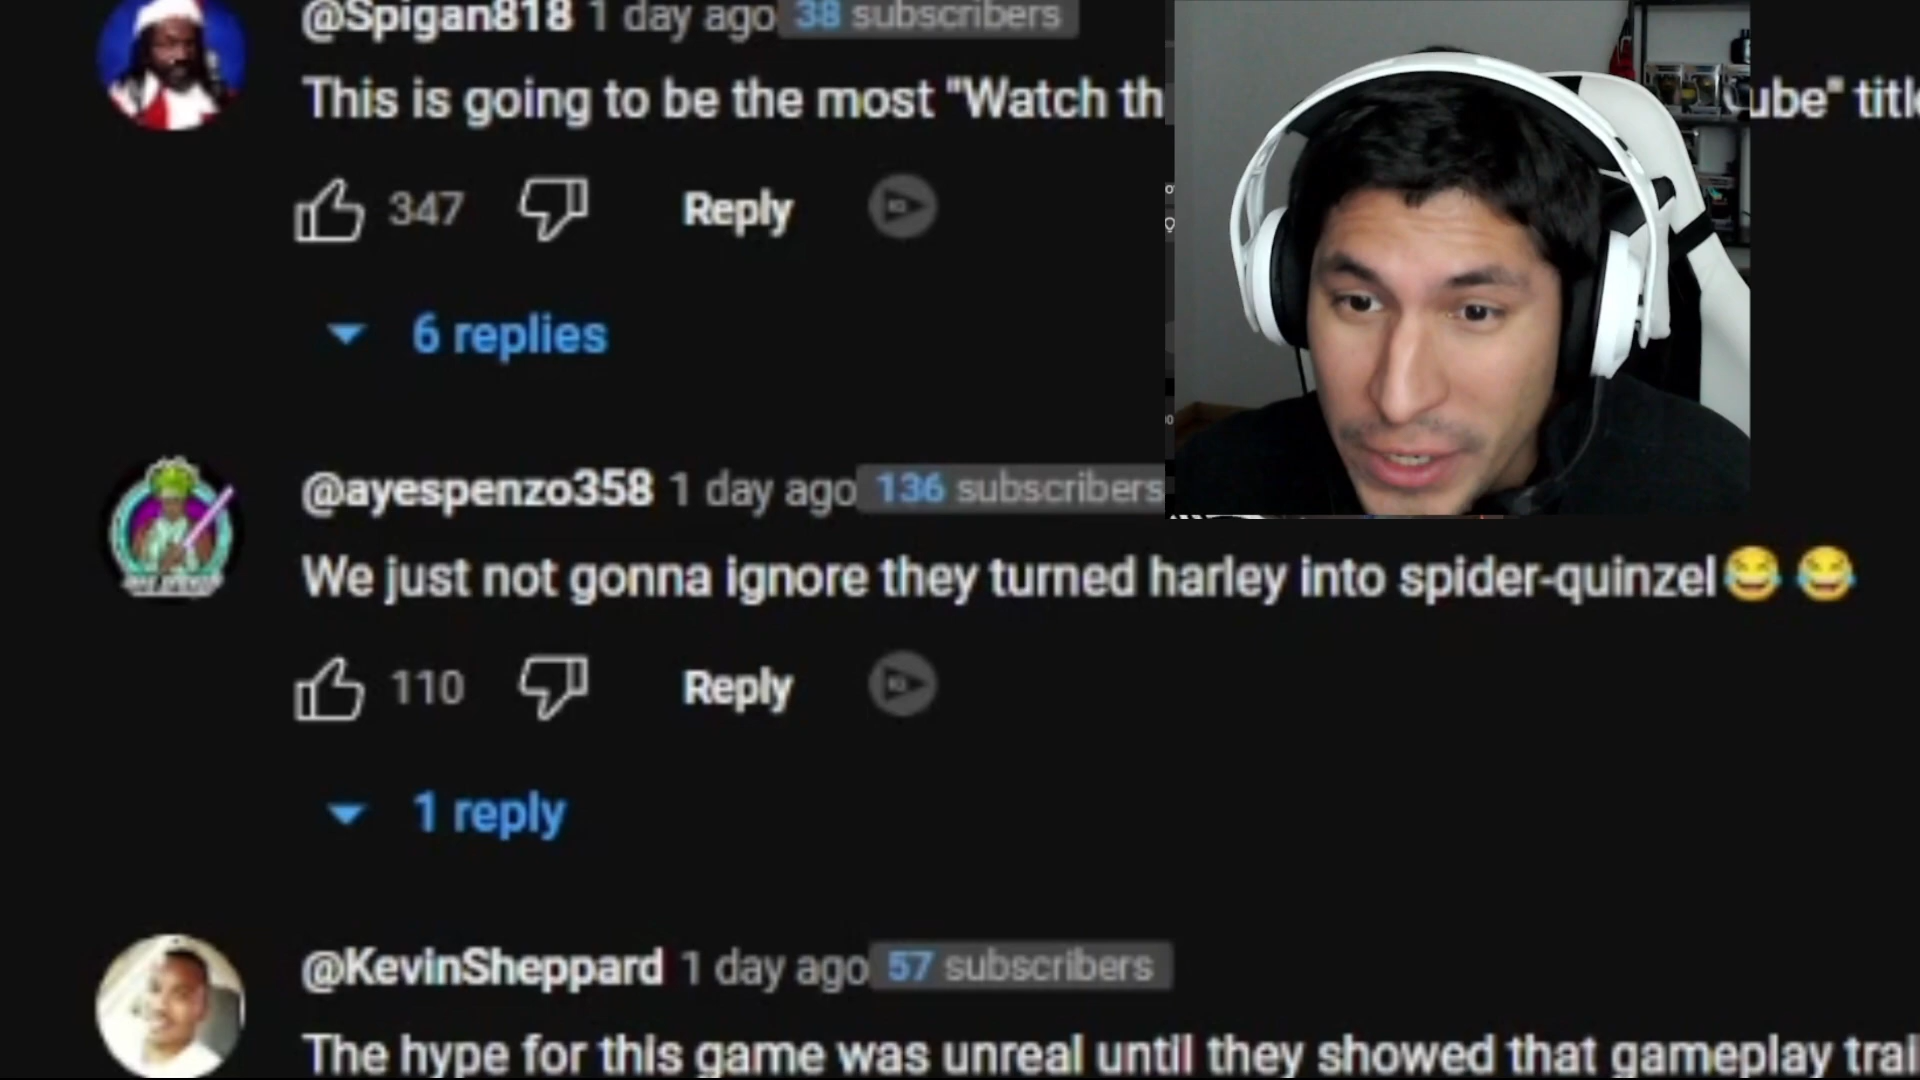 @Spigan818 1 day ago 38 subscribers
This is going to be the most "Watch th ube" title
347 Reply
6 replies
@ayespenzo358 1 day ago 136 subscribers
We just not gonna ignore they turned harley into spider-quinzel😂 😂
110 Reply
1 reply
@KevinSheppard 1 day ago 57 subscribers
The hype for this game was unreal until they showed that gameplay trai